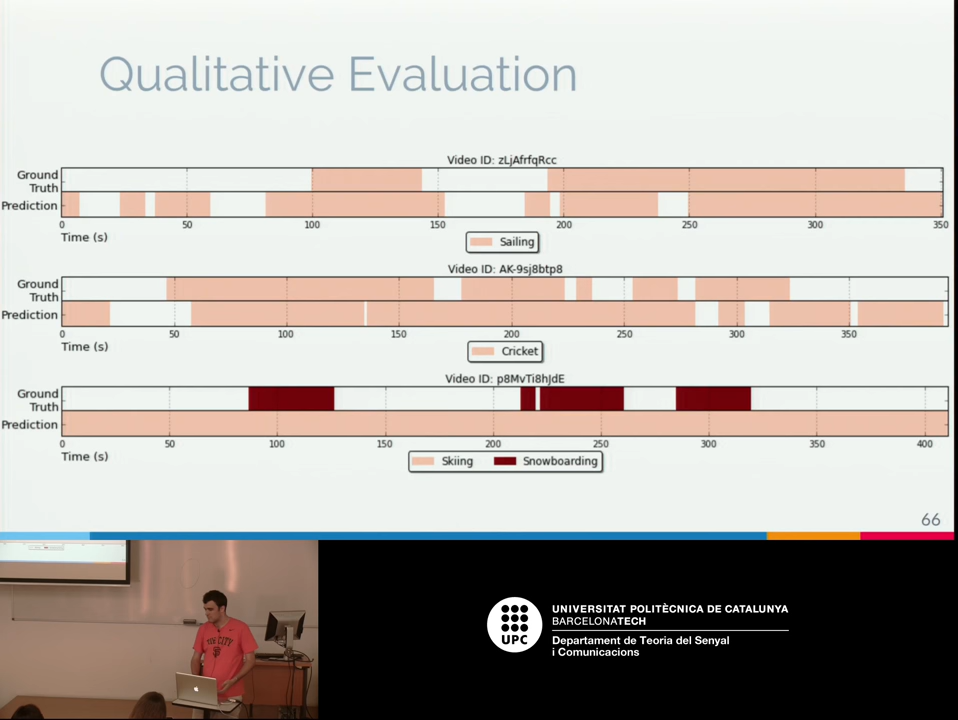 Qualitative Evaluation
Video ID: zLjAfrfqRcc
Ground
Truth
Prediction
0 50 100 150 200 250 300 350
Time (s)
Sailing
Video ID: AK-9sj8btp8
Ground
Truth
Prediction
0 50 100 150 200 250 300 350
Time (s)
Cricket
Video ID: p8MvTi8hJdE
Ground
Truth
Prediction
0 50 100 150 200 250 300 350 400
Time (s)
Skiing Snowboarding
66
UPC
UNIVERSITAT POLITÈCNICA DE CATALUNYA
BARCELONATECH
Departament de Teoria del Senyal
i Comunicacions
CITY